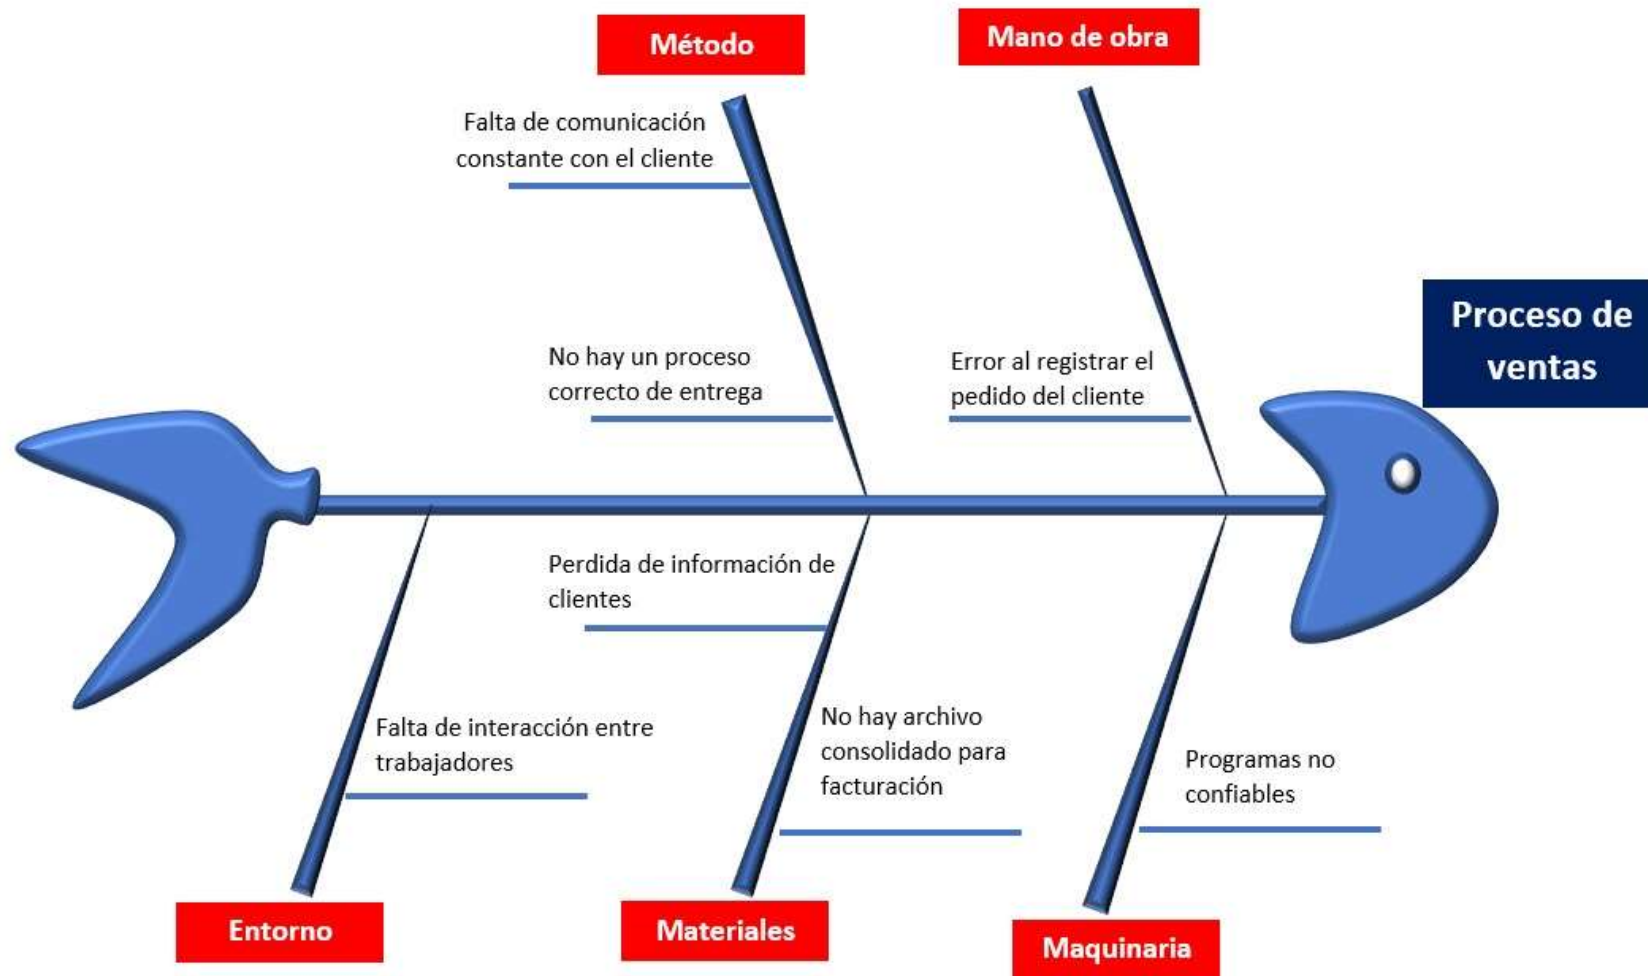 Método
Mano de obra
Falta de comunicación
constante con el cliente
No hay un proceso
correcto de entrega
Error al registrar el
pedido del cliente
Proceso de
ventas
Perdida de información de
clientes
Falta de interacción entre
trabajadores
No hay archivo
consolidado para
facturación
Programas no
confiables
Entorno
Materiales
Maquinaria